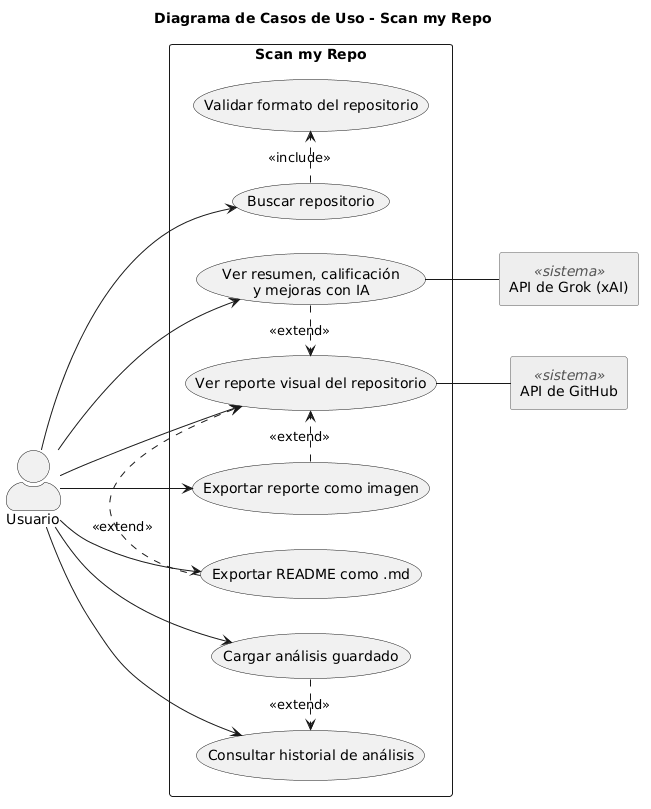 Diagrama de Casos de Uso - Scan my Repo
Scan my Repo
Validar formato del repositorio
«include»
Buscar repositorio
Ver resumen, calificación
y mejoras con IA
«sistema»
API de Grok (xAI)
«extend»
Ver reporte visual del repositorio
«sistema»
API de GitHub
«extend»
Exportar reporte como imagen
Usuario
«extend»
Exportar README como .md
Cargar análisis guardado
«extend»
Consultar historial de análisis